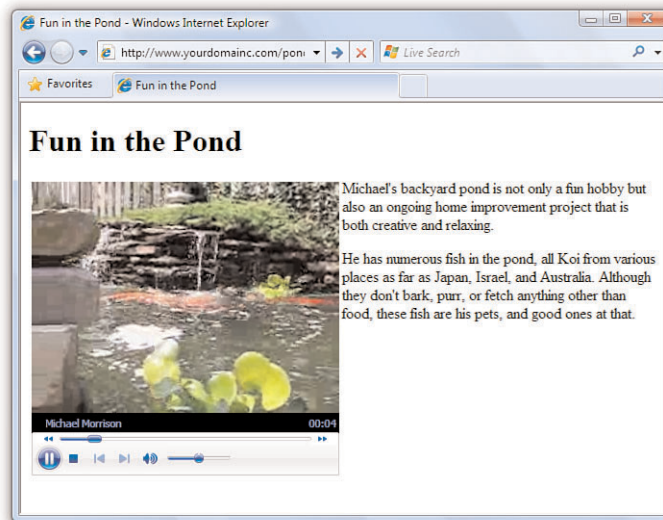 Fun in the Pond - Windows Internet Explorer
http://www.yourdomainc.com/pon
Live Search
Favorites
Fun in the Pond
Fun in the Pond
Michael's backyard pond is not only a fun hobby but
also an ongoing home improvement project that is
both creative and relaxing.
He has numerous fish in the pond, all Koi from various
places as far as Japan, Israel, and Australia. Although
they don't bark, purr, or fetch anything other than
food, these fish are his pets, and good ones at that.
Michael Morrison
00:04